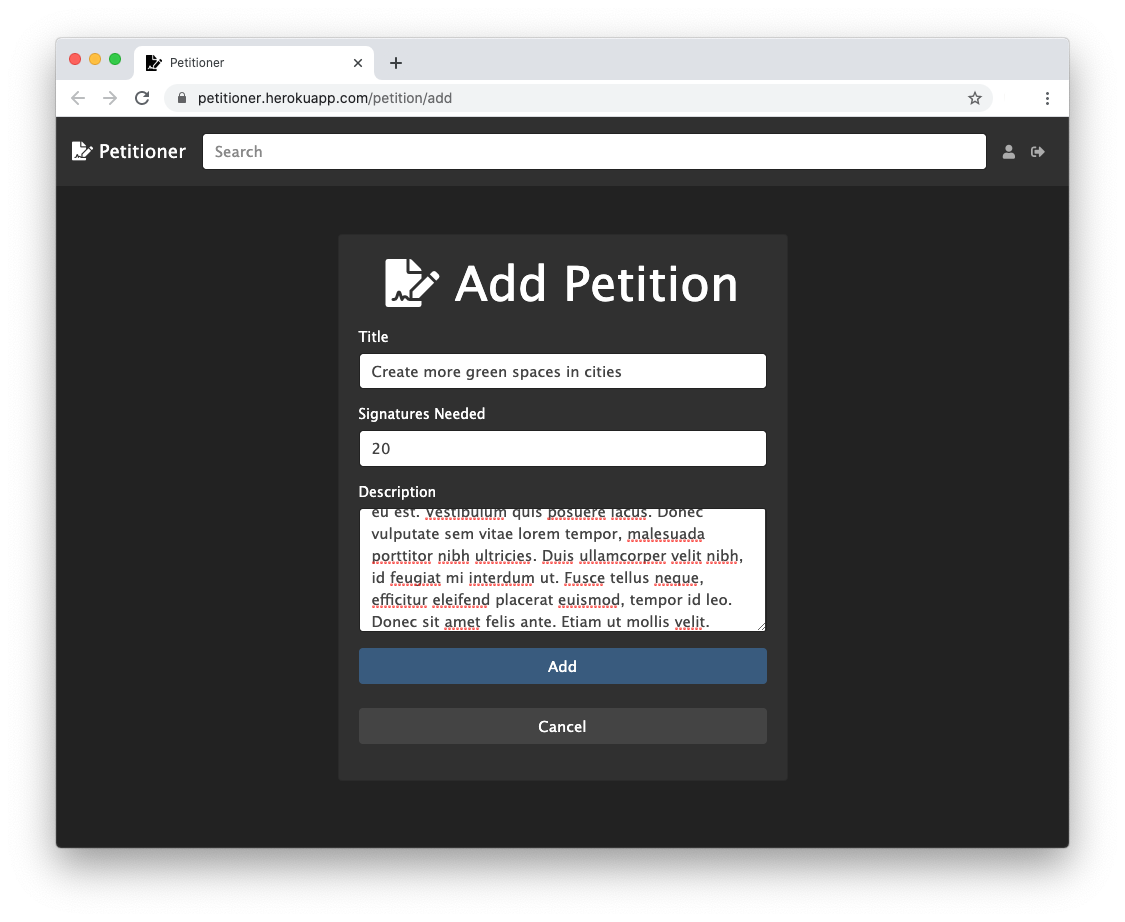 Petitioner
petitioner.herokuapp.com/petition/add
Petitioner
Search
Add Petition
Title
Create more green spaces in cities
Signatures Needed
20
Description
eu est. Vestibulum quis posuere lacus. Donec
vulputate sem vitae lorem tempor, malesuada
porttitor nibh ultricies. Duis ullamcorper velit nibh,
id feugiat mi interdum ut. Fusce tellus neque,
efficitur eleifend placerat euismod, tempor id leo.
Donec sit amet felis ante. Etiam ut mollis velit.
Add
Cancel